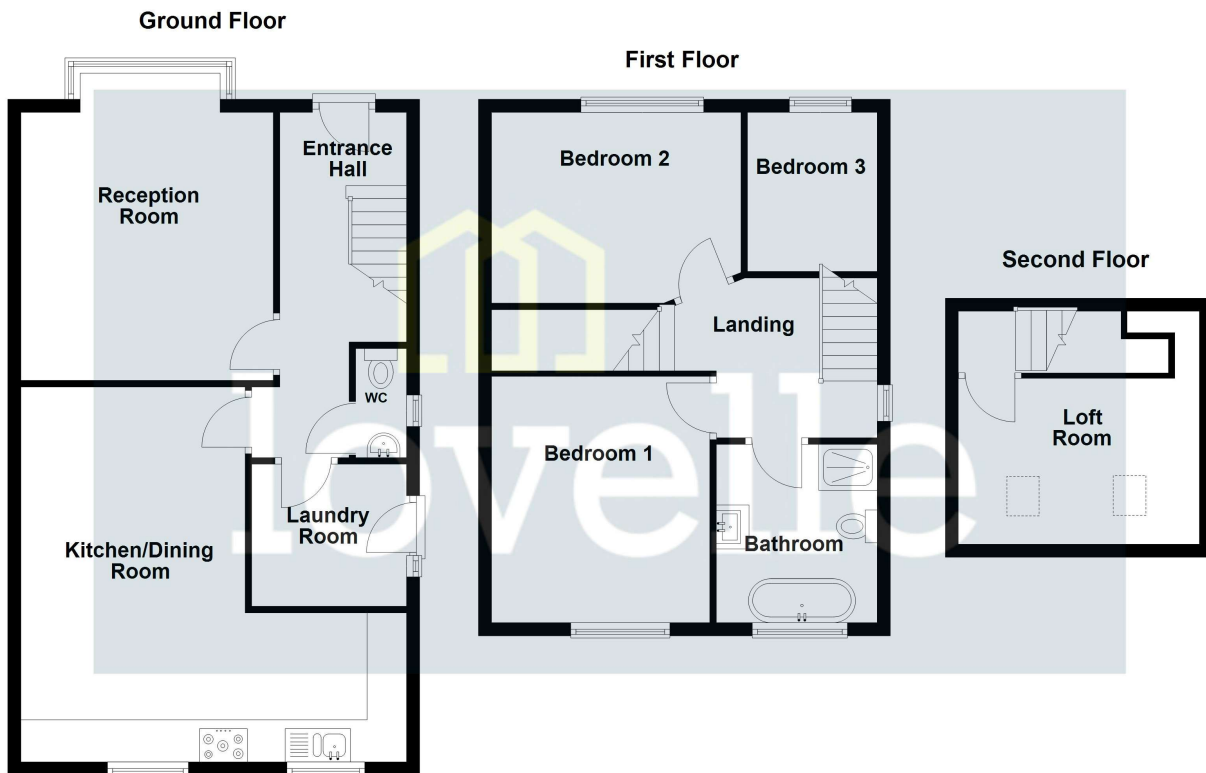 Ground Floor
Reception
Room
Entrance
Hall
WC
Laundry
Room
Kitchen/Dining
Room
First Floor
Bedroom 2
Bedroom 3
Landing
Bedroom 1
Bathroom
Second Floor
Loft
Room
lovelle